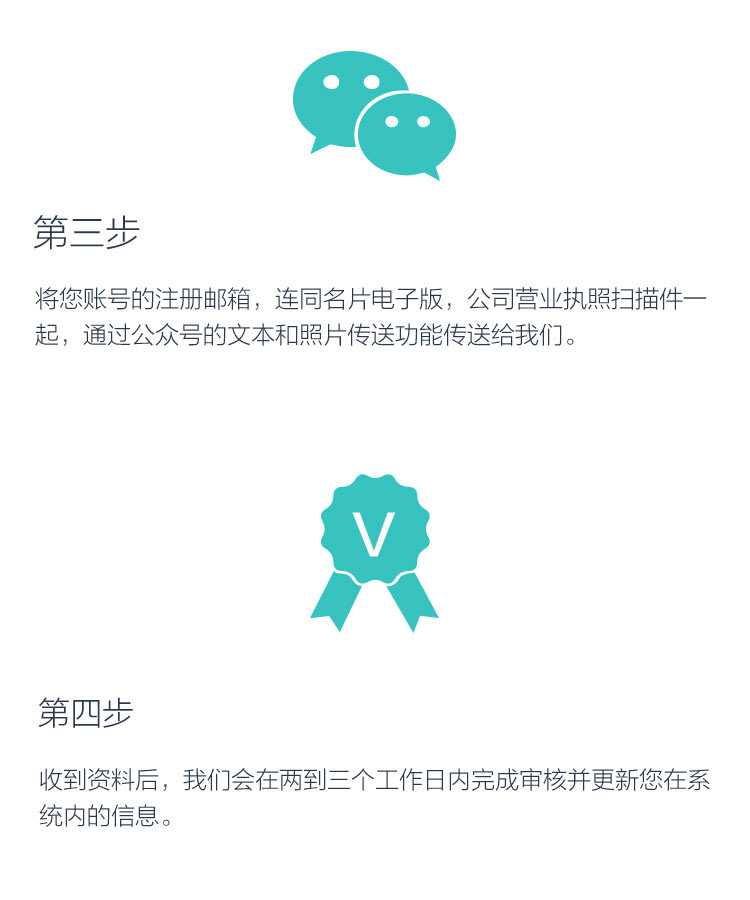 第三步
将您账号的注册邮箱，连同名片电子版，公司营业执照扫描件一
起，通过公众号的文本和照片传送功能传送给我们。
V
第四步
收到资料后，我们会在两到三个工作日内完成审核并更新您在系
统内的信息。